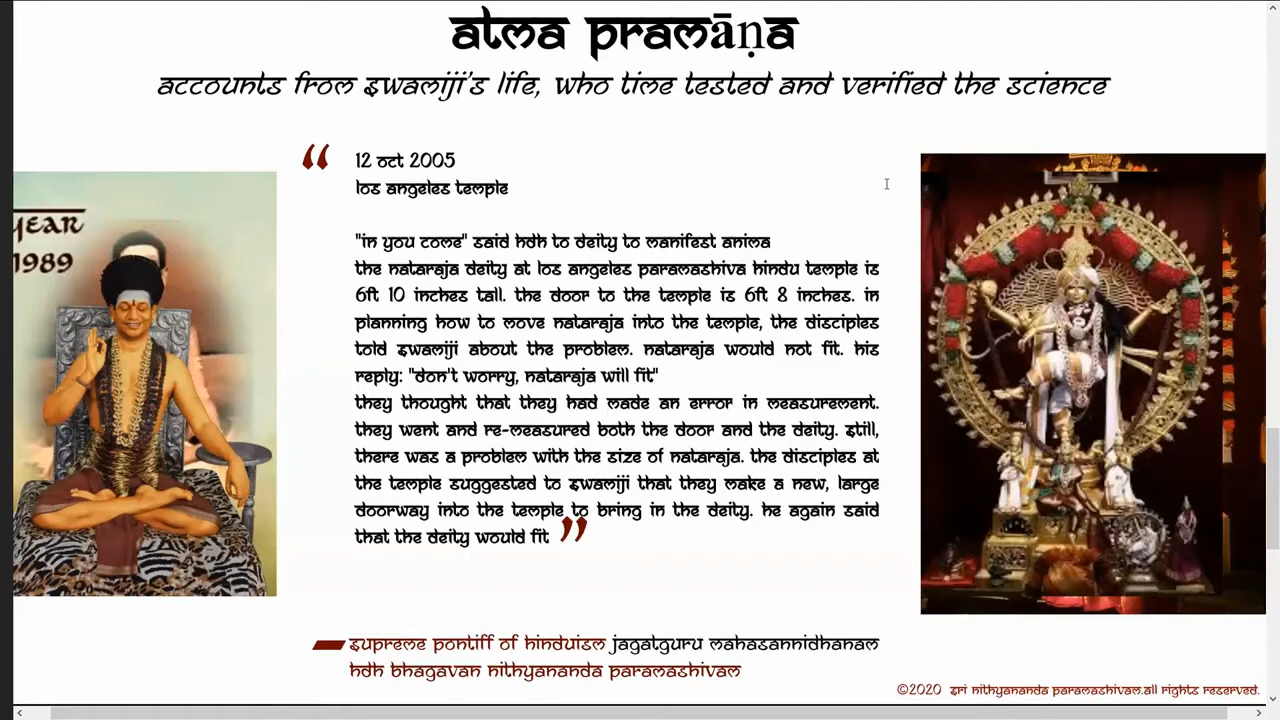 atma pramāṇa
accounts from swamiji's life, who time tested and verified the science
year
1989
“
12 oct 2005
los angeles temple
"in you come" said hdh to deity to manifest anima
the nataraja deity at los angeles paramashiva hindu temple is
6ft 10 inches tall. the door to the temple is 6ft 8 inches. in
planning how to move nataraja into the temple, the disciples
told swamiji about the problem. nataraja would not fit. his
reply: "don't worry, nataraja will fit"
they thought that they had made an error in measurement.
they went and re-measured both the door and the deity. still,
there was a problem with the size of nataraja. the disciples at
the temple suggested to swamiji that they make a new, large
doorway into the temple to bring in the deity. he again said
that the deity would fit ”
supreme pontiff of hinduism jagatguru mahasannidhanam
hdh bhagavan nithyananda paramashivam
©2020 sri nithyananda paramashivam.all rights reserved.